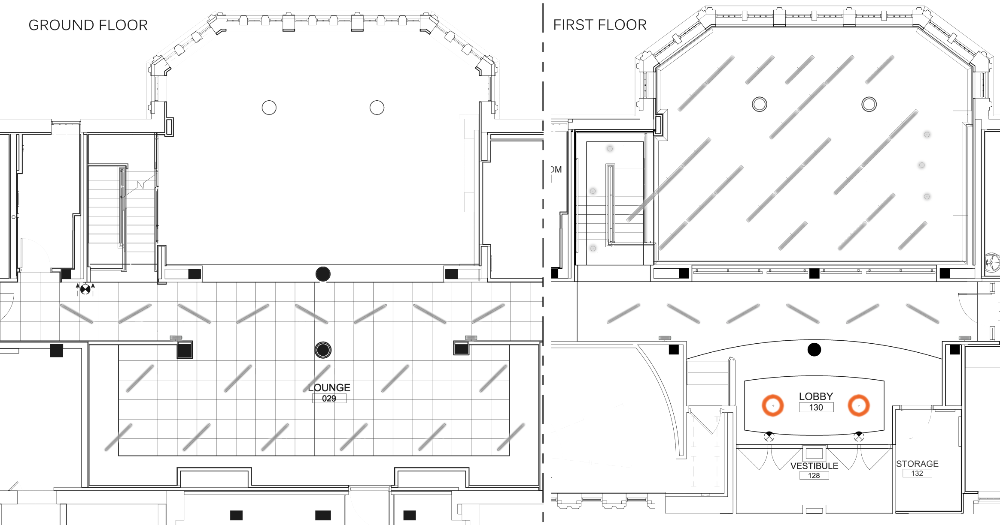 GROUND FLOOR
FIRST FLOOR
OM
LOUNGE
029
LOBBY
130
VESTIBULE
128
STORAGE
132